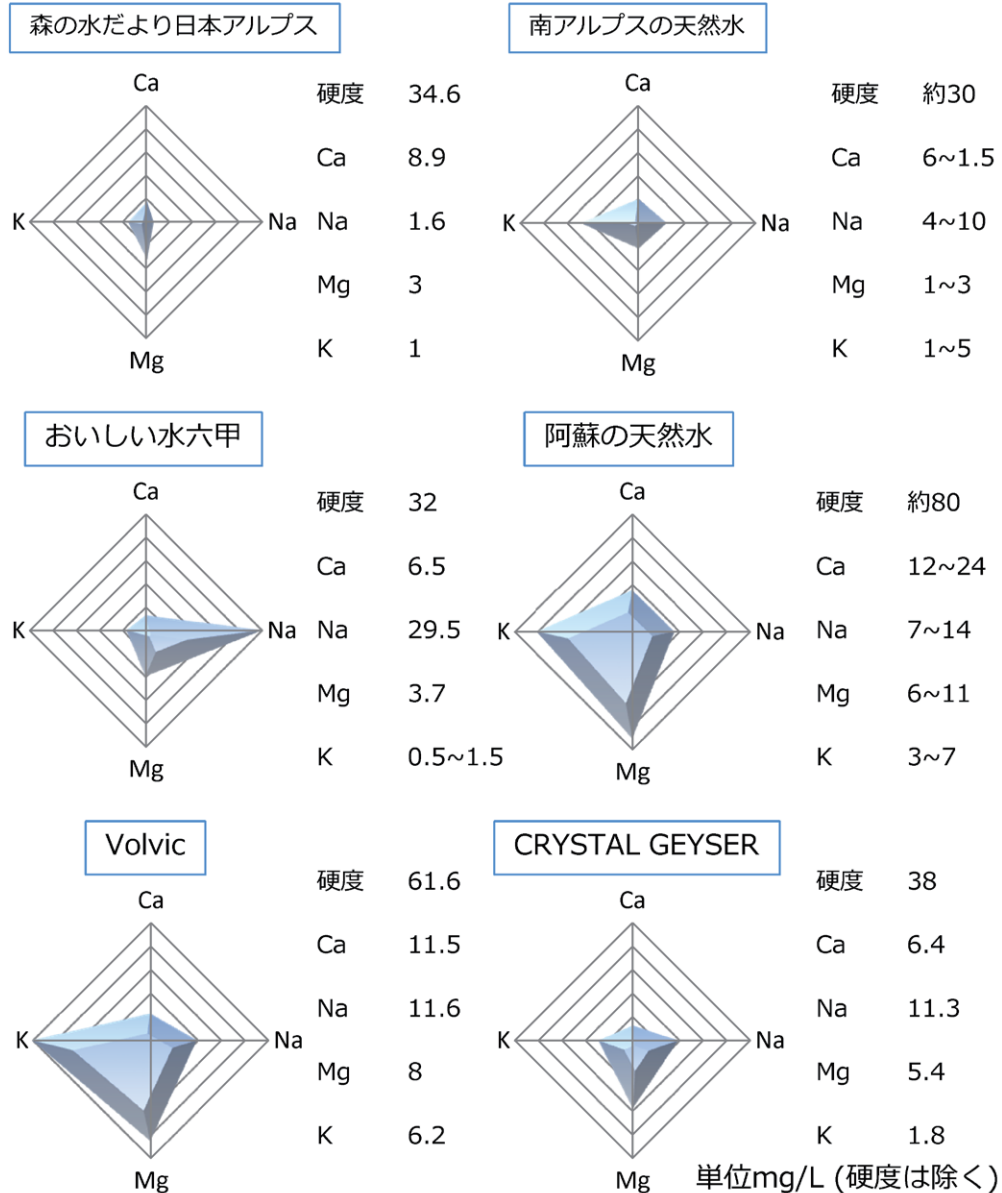 森の水だより日本アルプス
Ca
K
Na
Mg
硬度 34.6
Ca 8.9
Na 1.6
Mg 3
K 1
南アルプスの天然水
Ca
K
Na
Mg
硬度 約30
Ca 6~1.5
Na 4~10
Mg 1~3
K 1~5
おいしい水六甲
Ca
K
Na
Mg
硬度 32
Ca 6.5
Na 29.5
Mg 3.7
K 0.5~1.5
阿蘇の天然水
Ca
K
Na
Mg
硬度 約80
Ca 12~24
Na 7~14
Mg 6~11
K 3~7
Volvic
Ca
K
Na
Mg
硬度 61.6
Ca 11.5
Na 11.6
Mg 8
K 6.2
CRYSTAL GEYSER
Ca
K
Na
Mg
硬度 38
Ca 6.4
Na 11.3
Mg 5.4
K 1.8
単位mg/L (硬度は除く)